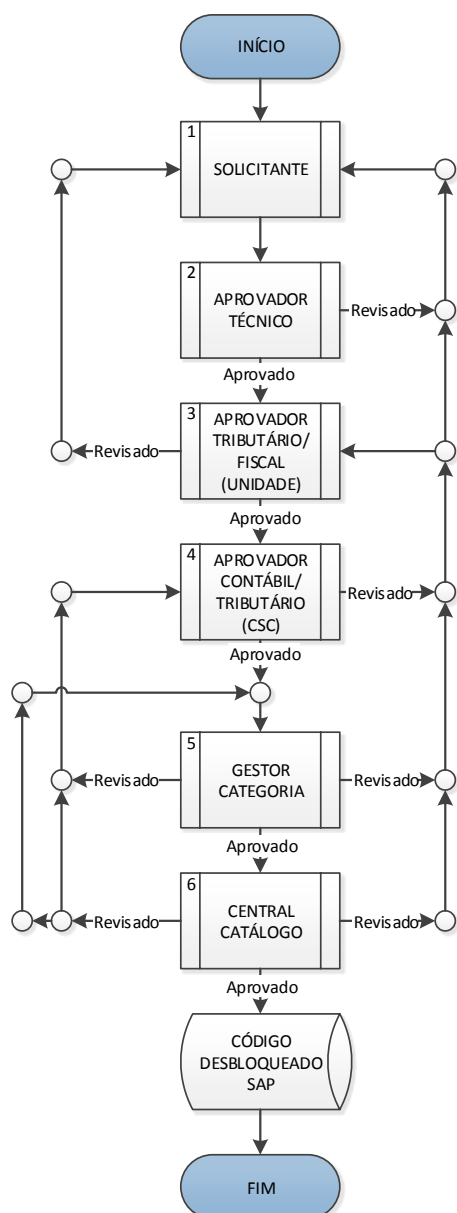 INÍCIO
1
SOLICITANTE
2
APROVADOR
TÉCNICO
Revisado
Aprovado
3
APROVADOR
TRIBUTÁRIO/
FISCAL
(UNIDADE)
Revisado
Aprovado
4
APROVADOR
CONTÁBIL/
TRIBUTÁRIO
(CSC)
Revisado
Aprovado
5
GESTOR
CATEGORIA
Revisado
Revisado
Aprovado
6
CENTRAL
CATÁLOGO
Revisado
Revisado
Aprovado
CÓDIGO
DESBLOQUEADO
SAP
FIM